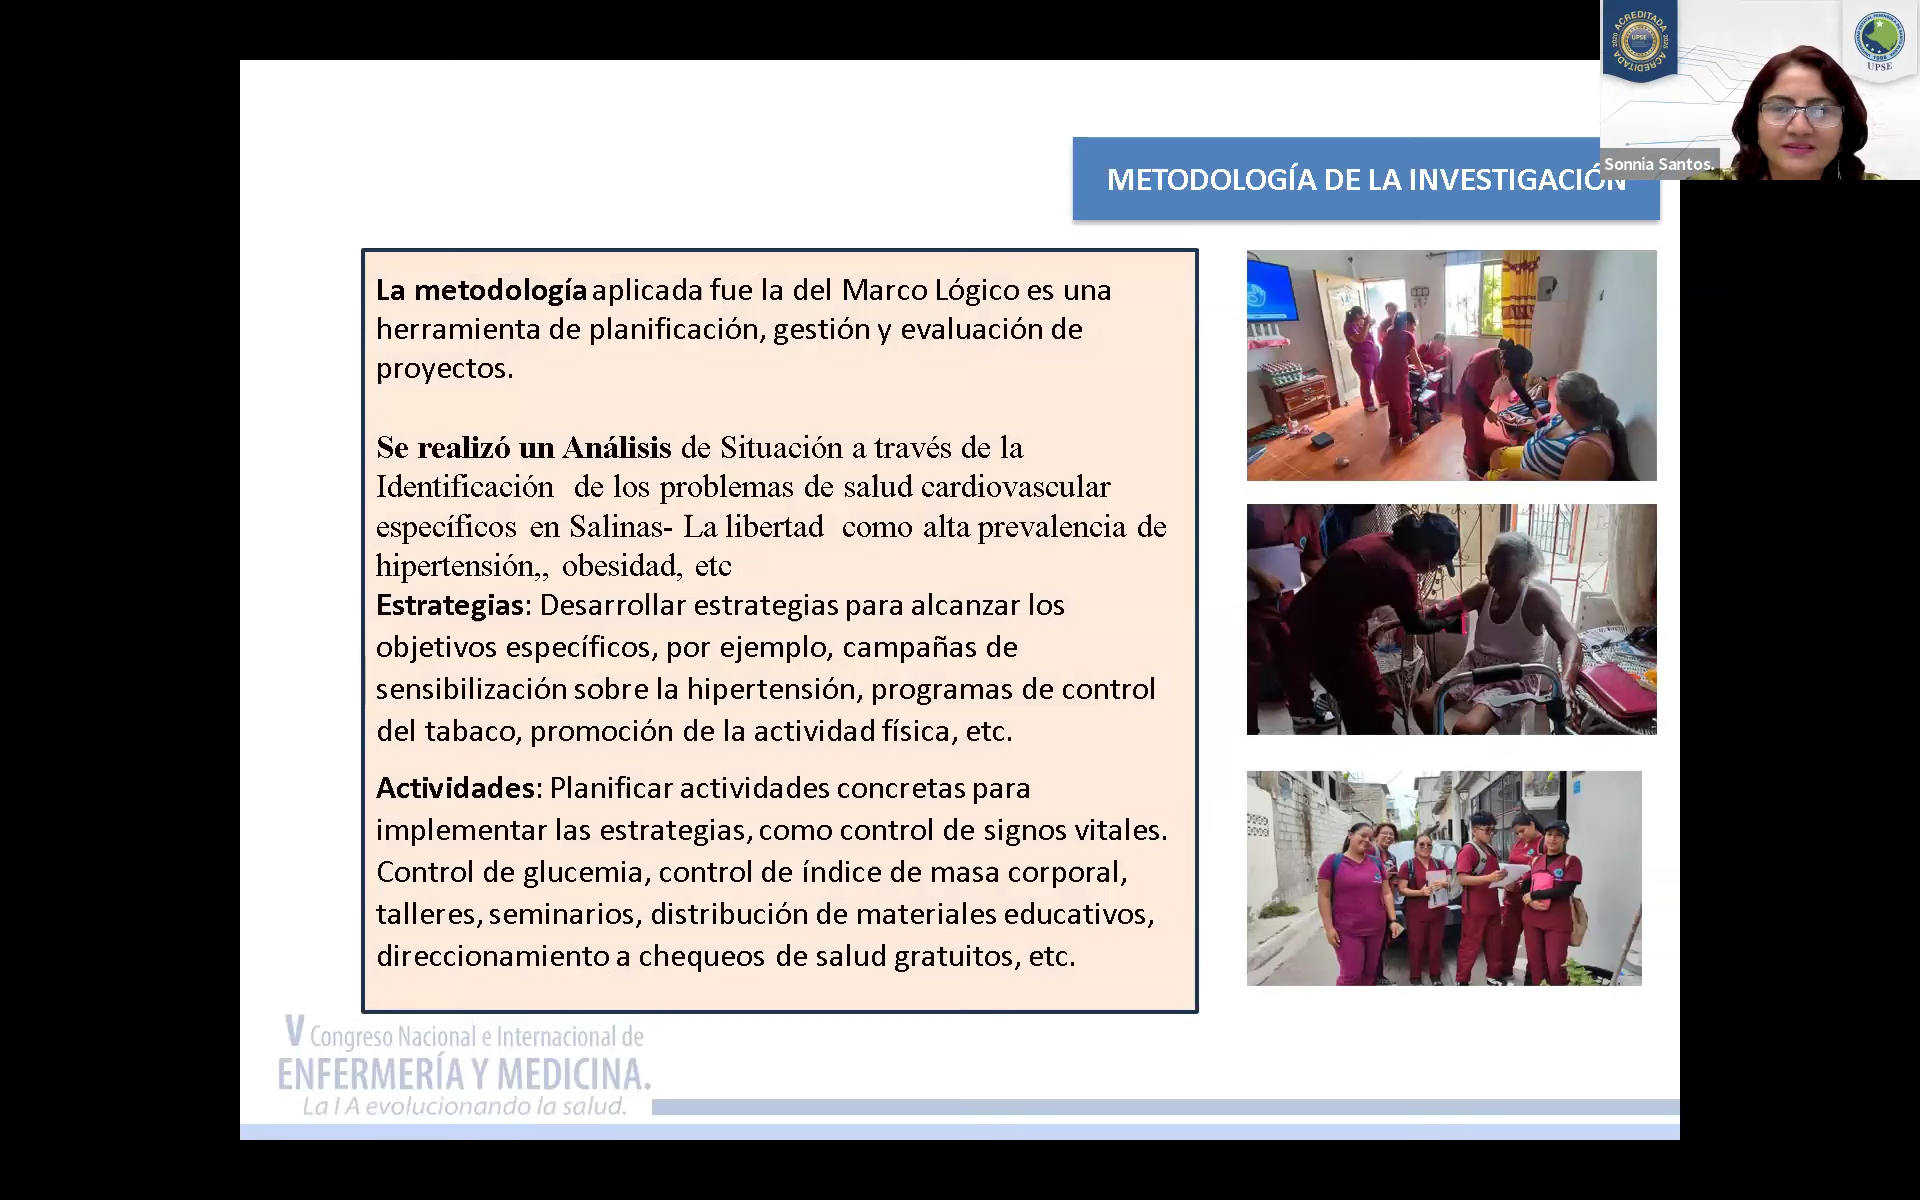 ACREDITADA
UPSE
UPSE
Sonnia Santos.
METODOLOGÍA DE LA INVESTIGACIÓN
La metodología aplicada fue la del Marco Lógico es una
herramienta de planificación, gestión y evaluación de
proyectos.
Se realizó un Análisis de Situación a través de la
Identificación de los problemas de salud cardiovascular
específicos en Salinas- La libertad como alta prevalencia de
hipertensión,, obesidad, etc
Estrategias: Desarrollar estrategias para alcanzar los
objetivos específicos, por ejemplo, campañas de
sensibilización sobre la hipertensión, programas de control
del tabaco, promoción de la actividad física, etc.
Actividades: Planificar actividades concretas para
implementar las estrategias, como control de signos vitales.
Control de glucemia, control de índice de masa corporal,
talleres, seminarios, distribución de materiales educativos,
direccionamiento a chequeos de salud gratuitos, etc.
V Congreso Nacional e Internacional de
ENFERMERÍA Y MEDICINA.
La I A evolucionando la salud.